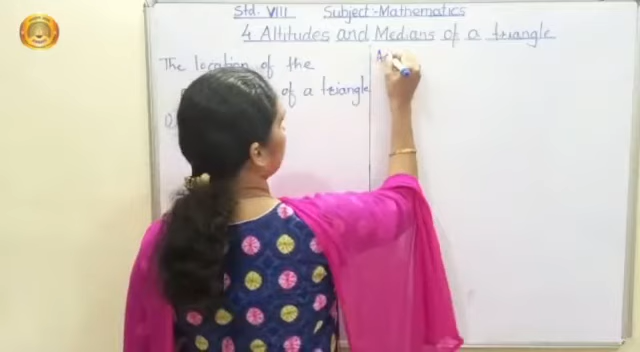 Std. VIII Subject:-Mathematics
4 Altitudes and Medians of a triangle
The location of the
of a triangle